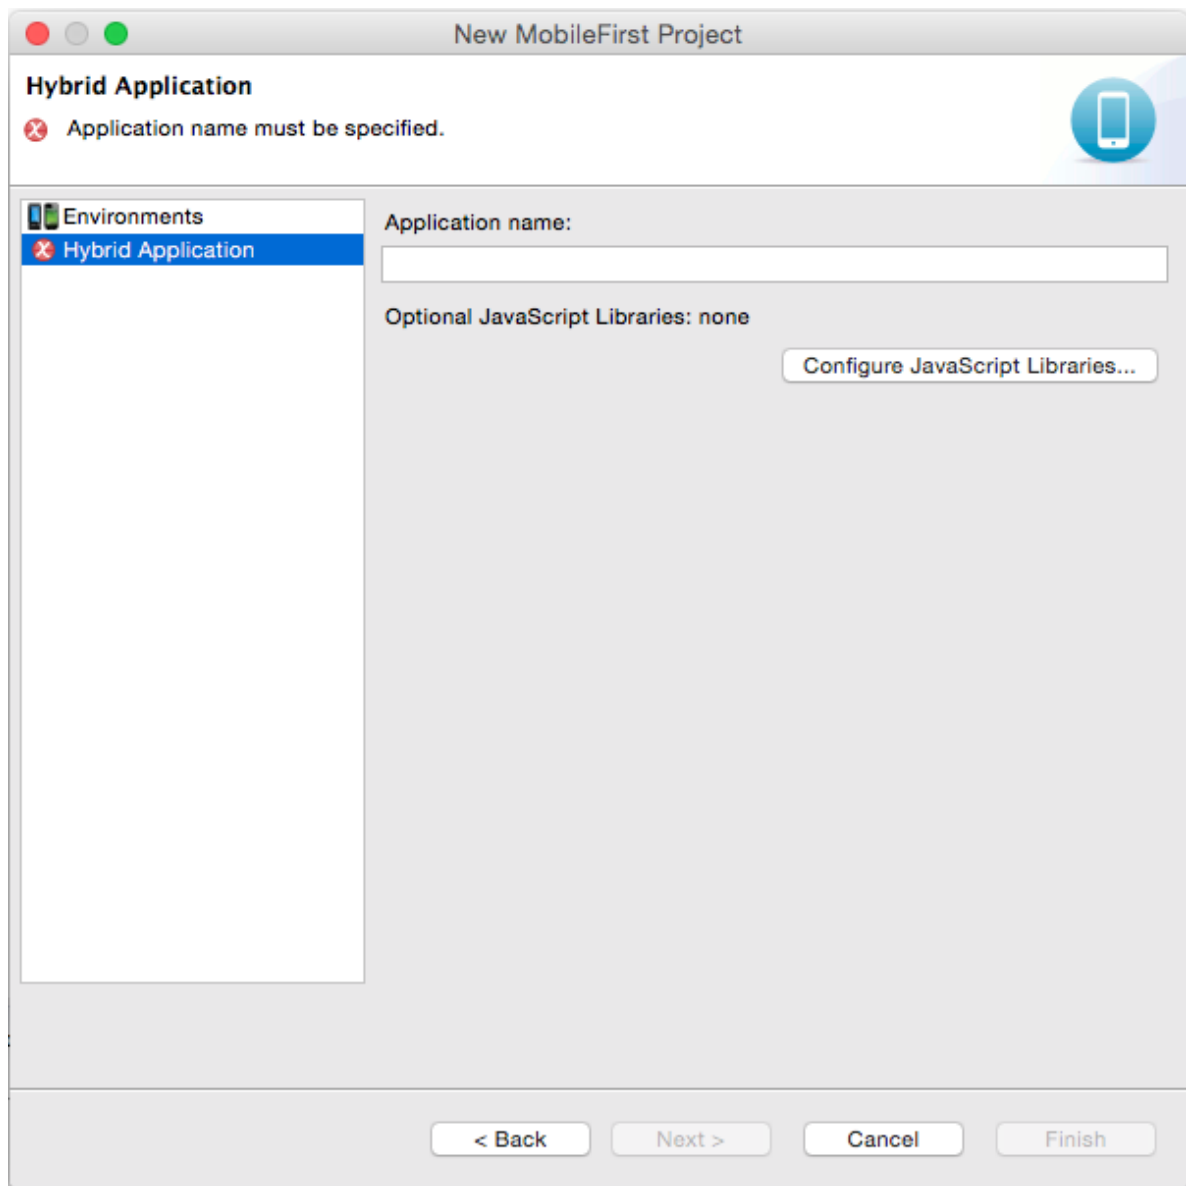 New MobileFirst Project
Hybrid Application
Application name must be specified.
Environments
Hybrid Application
Application name:
Optional JavaScript Libraries: none
Configure JavaScript Libraries...
< Back
Next >
Cancel
Finish